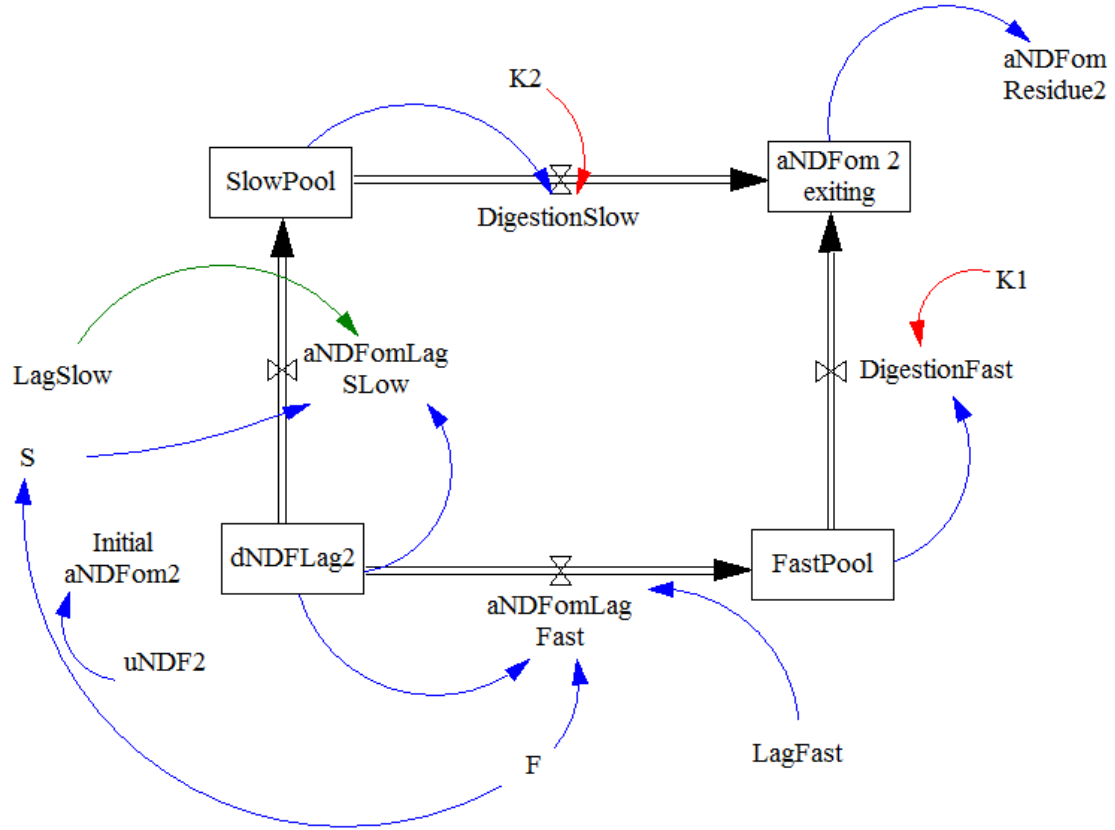 aNDFom
Residue2
K2
aNDFom 2
exiting
SlowPool
DigestionSlow
K1
aNDFomLag
SLow
DigestionFast
LagSlow
S
Initial
aNDFom2
dNDFLag2
FastPool
aNDFomLag
Fast
uNDF2
F
LagFast